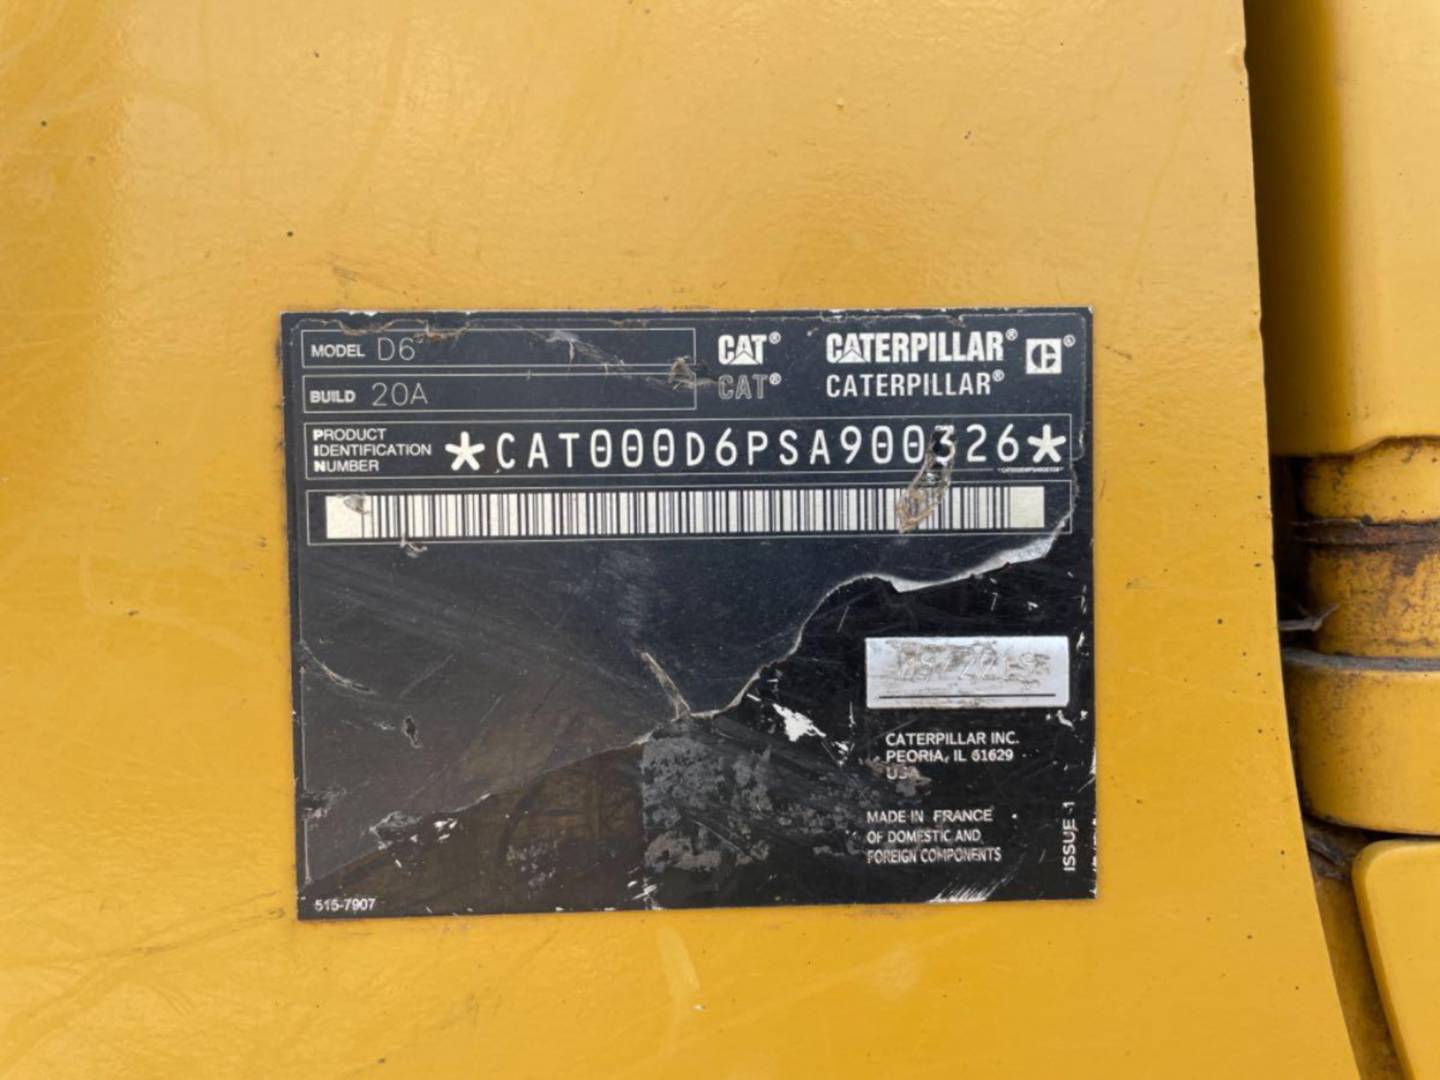 MODEL D6
BUILD 20A
CAT® CATERPILLAR® C®
CAT® CATERPILLAR®
PRODUCT
IDENTIFICATION
NUMBER
*CAT000D6PSA900326*
CATERPILLAR INC.
PEORIA, IL 61629
USA
MADE IN FRANCE
OF DOMESTIC AND
FOREIGN COMPONENTS
ISSUE-1
515-7907